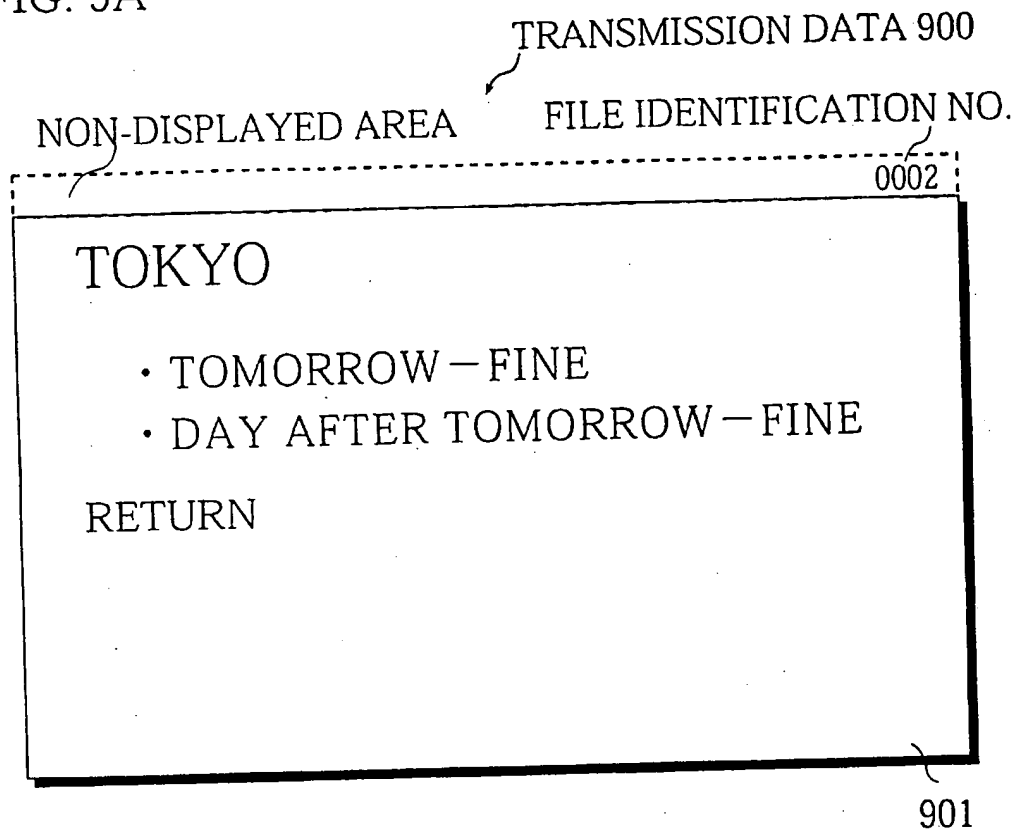 TRANSMISSION DATA 900
NON-DISPLAYED AREA
FILE IDENTIFICATION NO.
0002
TOKYO
· TOMORROW—FINE
· DAY AFTER TOMORROW—FINE
RETURN
901